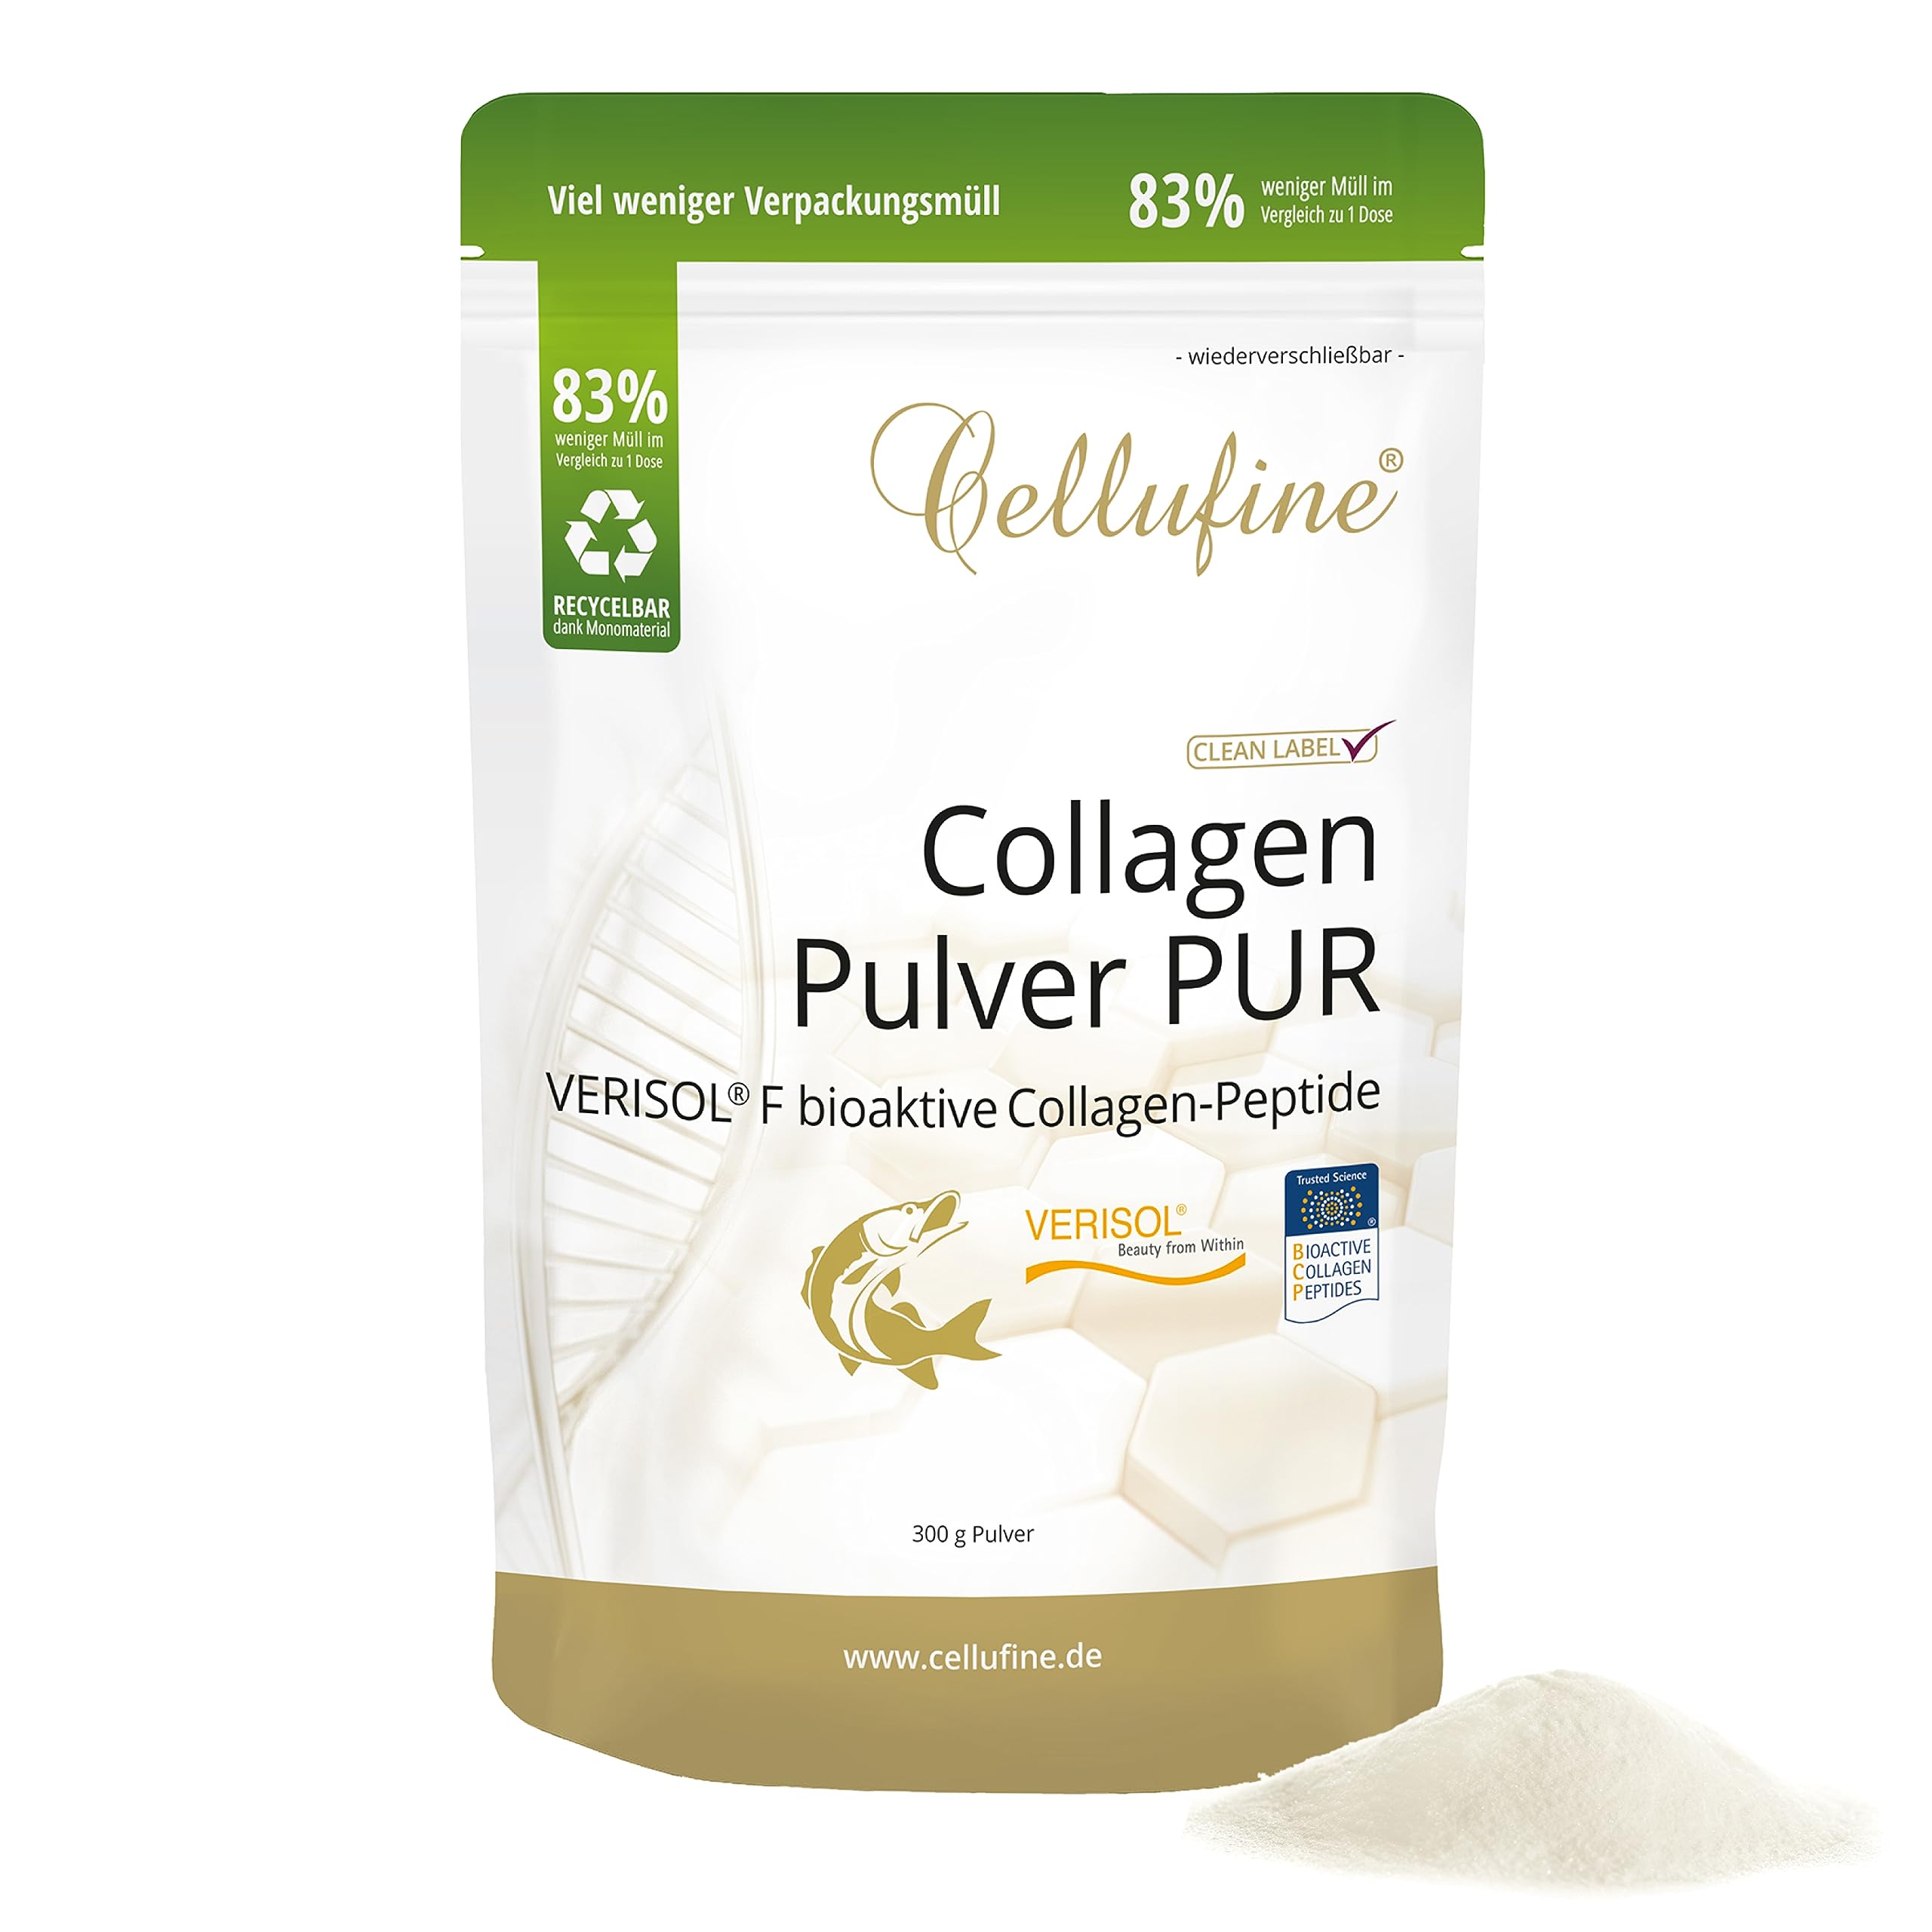 Viel weniger Verpackungsmüll
83%
weniger Müll im
Vergleich zu 1 Dose
83%
weniger Müll im
Vergleich zu 1 Dose
RECYCELBAR
dank Monomaterial
- wiederverschließbar -
Cellufine®
CLEAN LABEL
Collagen
Pulver PUR
VERISOL® F bioaktive Collagen-Peptide
VERISOL®
Beauty from Within
Trusted Science
®
BIOACTIVE
COLLAGEN
PEPTIDES
300 g Pulver
www.cellufine.de